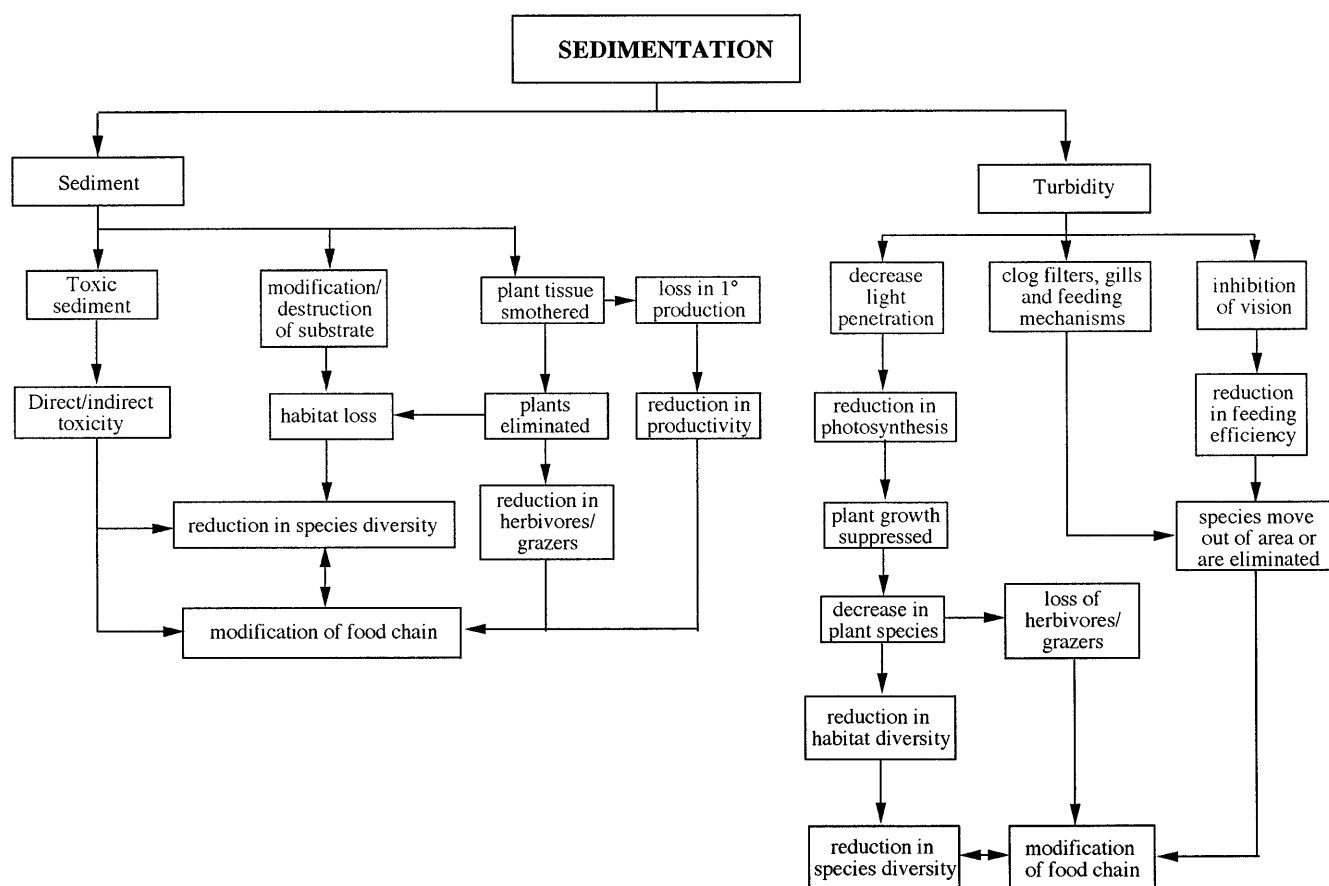 SEDIMENTATION
Sediment
Turbidity
Toxic
sediment
modification/
destruction
of substrate
plant tissue
smothered
loss in 1°
production
decrease
light
penetration
clog filters, gills
and feeding
mechanisms
inhibition
of vision
Direct/indirect
toxicity
habitat loss
plants
eliminated
reduction in
productivity
reduction in
photosynthesis
reduction
in feeding
efficiency
reduction in species diversity
reduction in
herbivores/
grazers
plant growth
suppressed
species move
out of area or
are eliminated
modification of food chain
decrease in
plant species
loss of
herbivores/
grazers
reduction in
habitat diversity
reduction in
species diversity
modification
of food chain